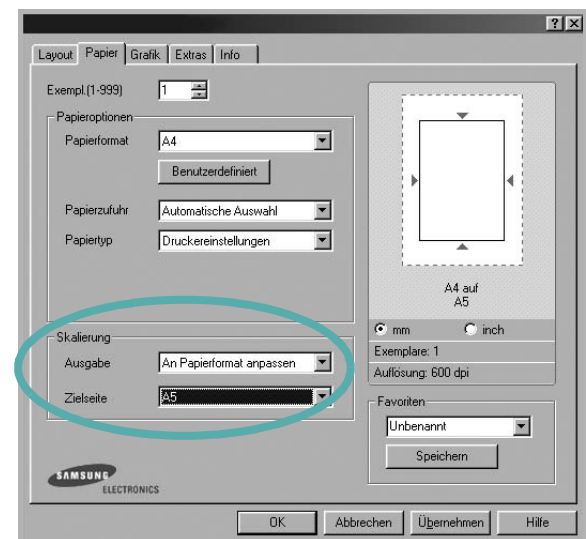 ? X
Layout Papier Grafik Extras Info
Exempl.(1-999) 1
Papieroptionen
Papierformat A4
Benutzerdefiniert
Papierzufuhr Automatische Auswahl
Papiertyp Druckereinstellungen
A4 auf
A5
mm inch
Exemplare: 1
Auflösung: 600 dpi
Skalierung
Ausgabe An Papierformat anpassen
Zielseite A5
Favoriten
Unbenannt
Speichern
SAMSUNG
ELECTRONICS
OK Abbrechen Übernehmen Hilfe